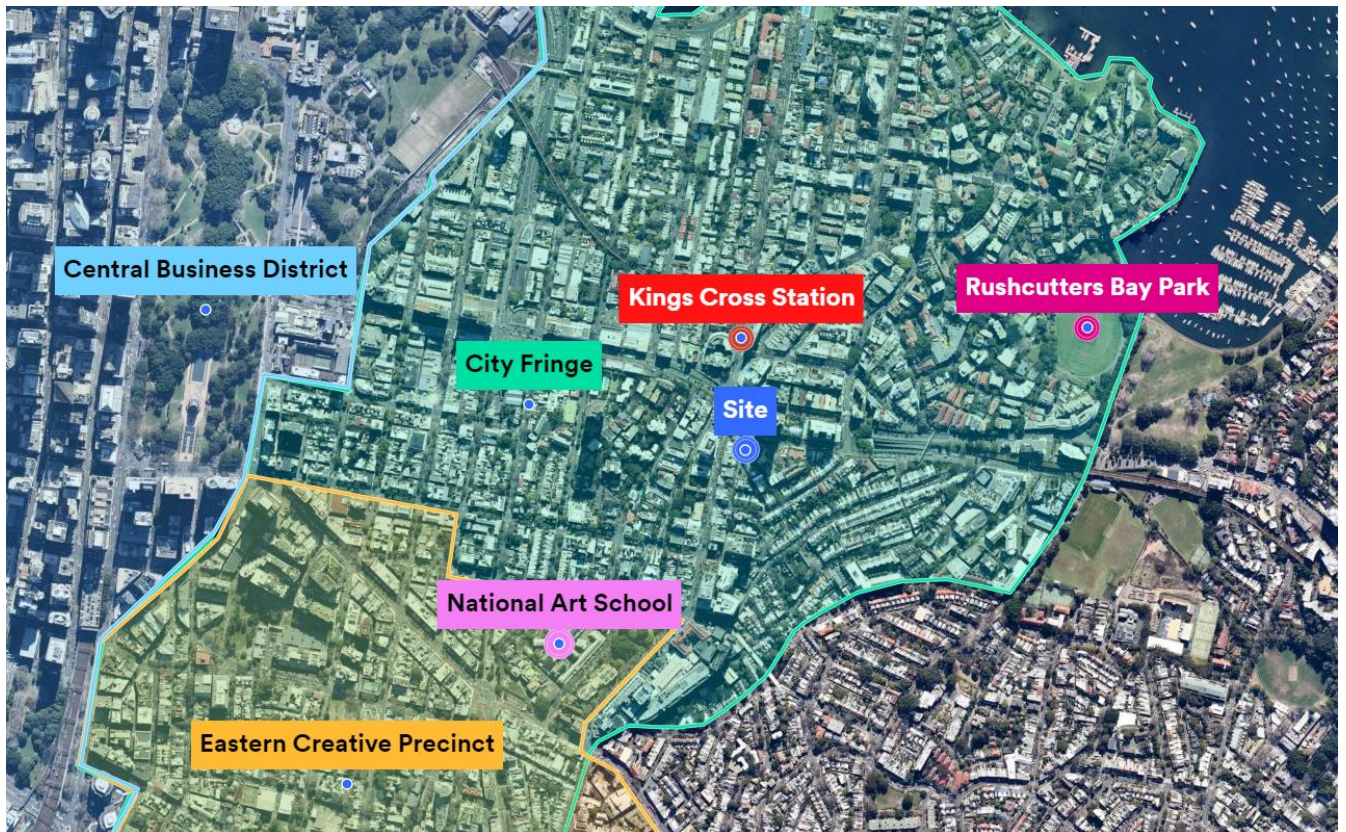 Central Business District
Kings Cross Station
Rushcutters Bay Park
City Fringe
Site
National Art School
Eastern Creative Precinct